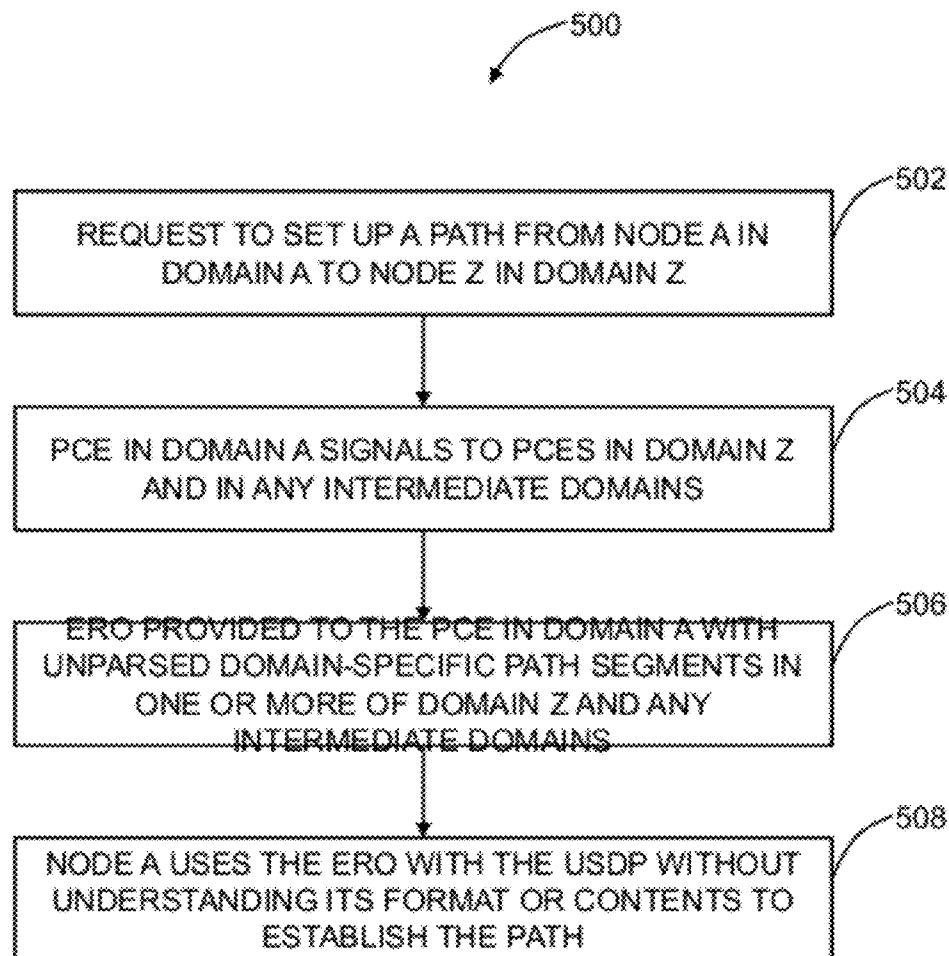 500
502
REQUEST TO SET UP A PATH FROM NODE A IN
DOMAIN A TO NODE Z IN DOMAIN Z
504
PCE IN DOMAIN A SIGNALS TO PCES IN DOMAIN Z
AND IN ANY INTERMEDIATE DOMAINS
506
ERO PROVIDED TO THE PCE IN DOMAIN A WITH
UNPARSED DOMAIN-SPECIFIC PATH SEGMENTS IN
ONE OR MORE OF DOMAIN Z AND ANY
INTERMEDIATE DOMAINS
508
NODE A USES THE ERO WITH THE USDP WITHOUT
UNDERSTANDING ITS FORMAT OR CONTENTS TO
ESTABLISH THE PATH